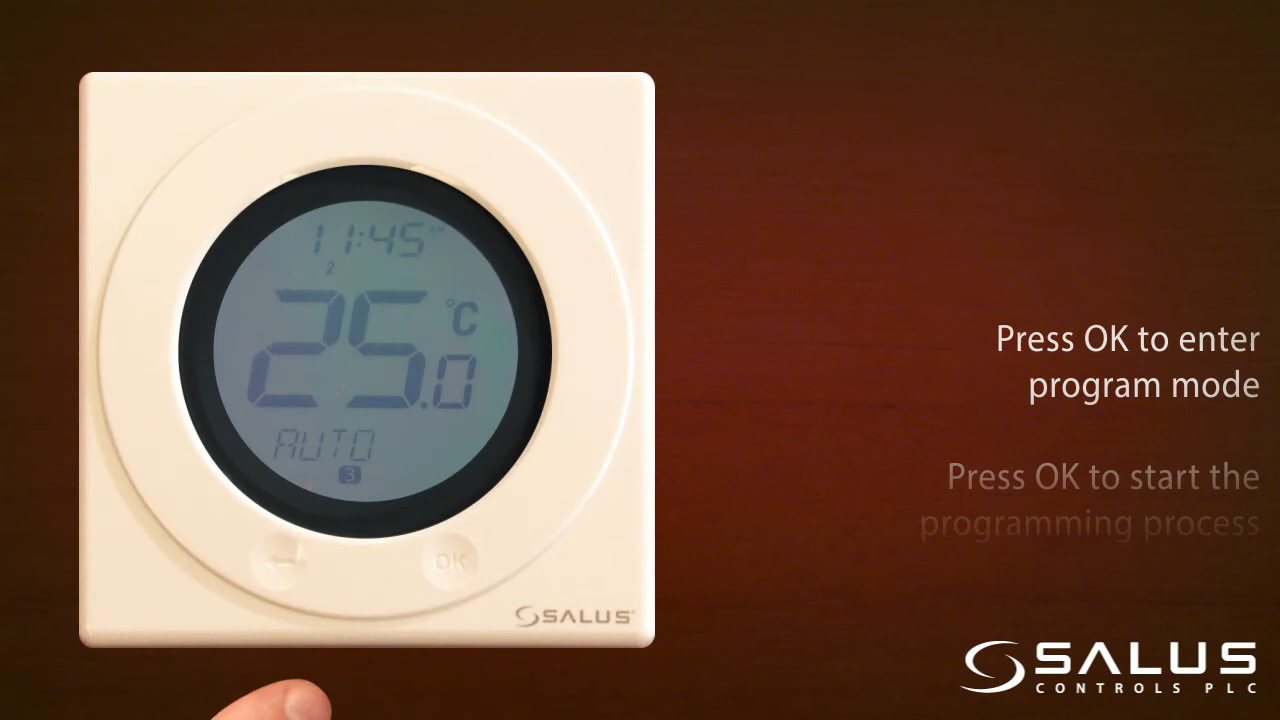 11:45 AM
2
25.0 °C
AUTO
3
OK
SALUS
Press OK to enter
program mode
Press OK to start the
programming process
SALUS
CONTROLS PLC